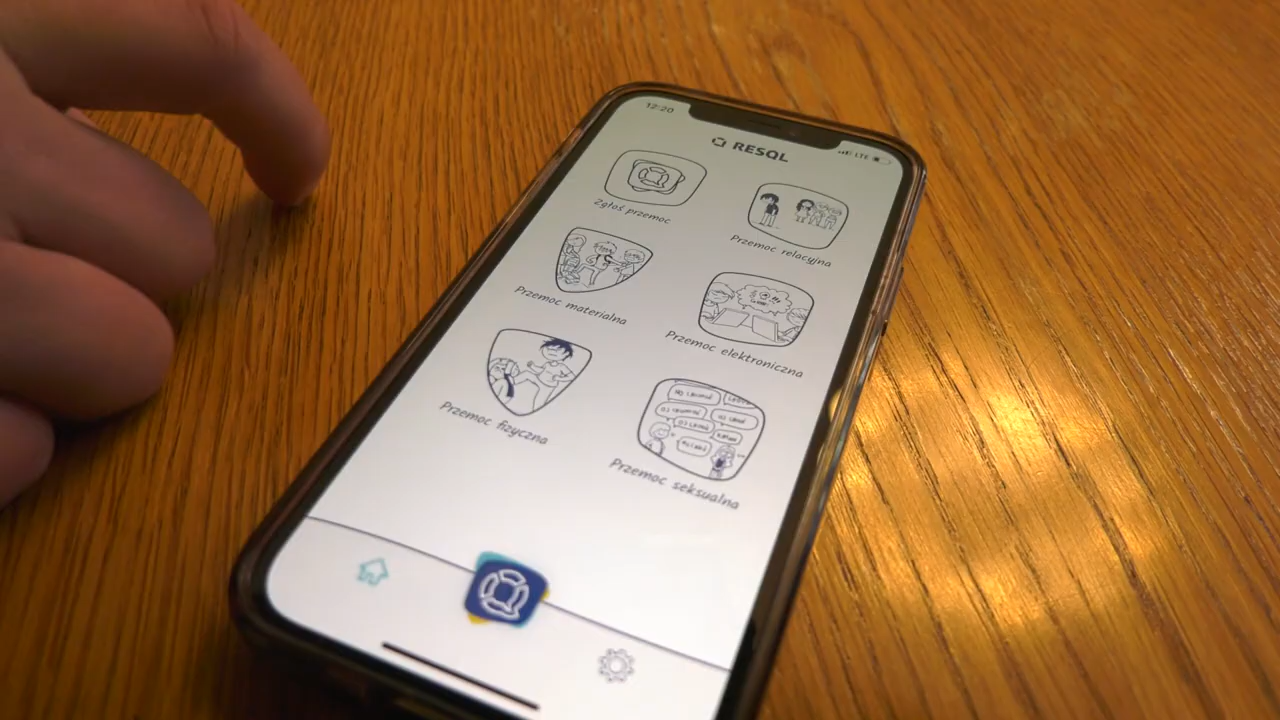 12:20
LTE
RESQL
Zgłoś przemoc
Przemoc relacyjna
Przemoc materialna
Przemoc elektroniczna
Przemoc fizyczna
Przemoc seksualna